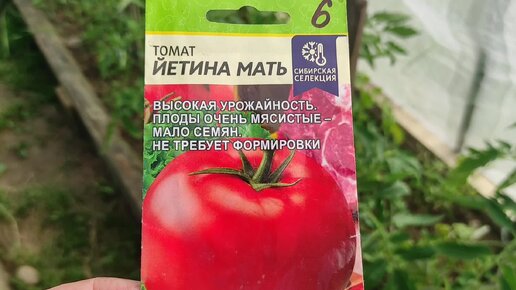 6
ТОМАТ
ЙЕТИНА МАТЬ
СИБИРСКАЯ
СЕЛЕКЦИЯ
ВЫСОКАЯ УРОЖАЙНОСТЬ.
ПЛОДЫ ОЧЕНЬ МЯСИСТЫЕ –
МАЛО СЕМЯН.
НЕ ТРЕБУЕТ ФОРМИРОВКИ